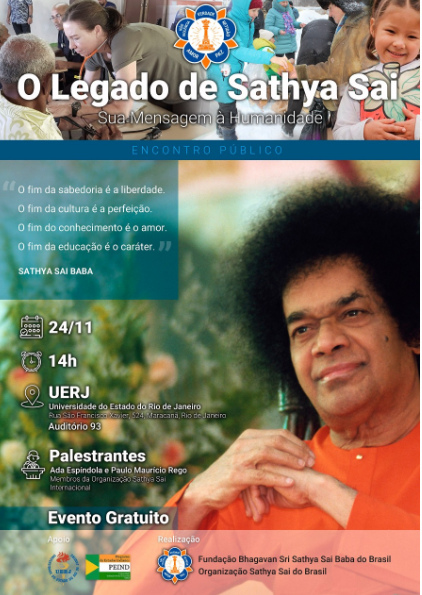 O Legado de Sathya Sai
Sua Mensagem à Humanidade
ENCONTRO PÚBLICO
“ O fim da sabedoria é a liberdade.
O fim da cultura é a perfeição.
O fim do conhecimento é o amor.
O fim da educação é o caráter. ”
SATHYA SAI BABA
24/11
14h
UERJ
Universidade do Estado do Rio de Janeiro
Rua São Francisco Xavier, 524, Maracanã, Rio de Janeiro
Auditório 93
Palestrantes
Ada Espíndola e Paulo Maurício Rego
Membros da Organização Sathya Sai
Internacional
Evento Gratuito
Apoio
Realização
PEIND
Fundação Bhagavan Sri Sathya Sai Baba do Brasil
Organização Sathya Sai do Brasil